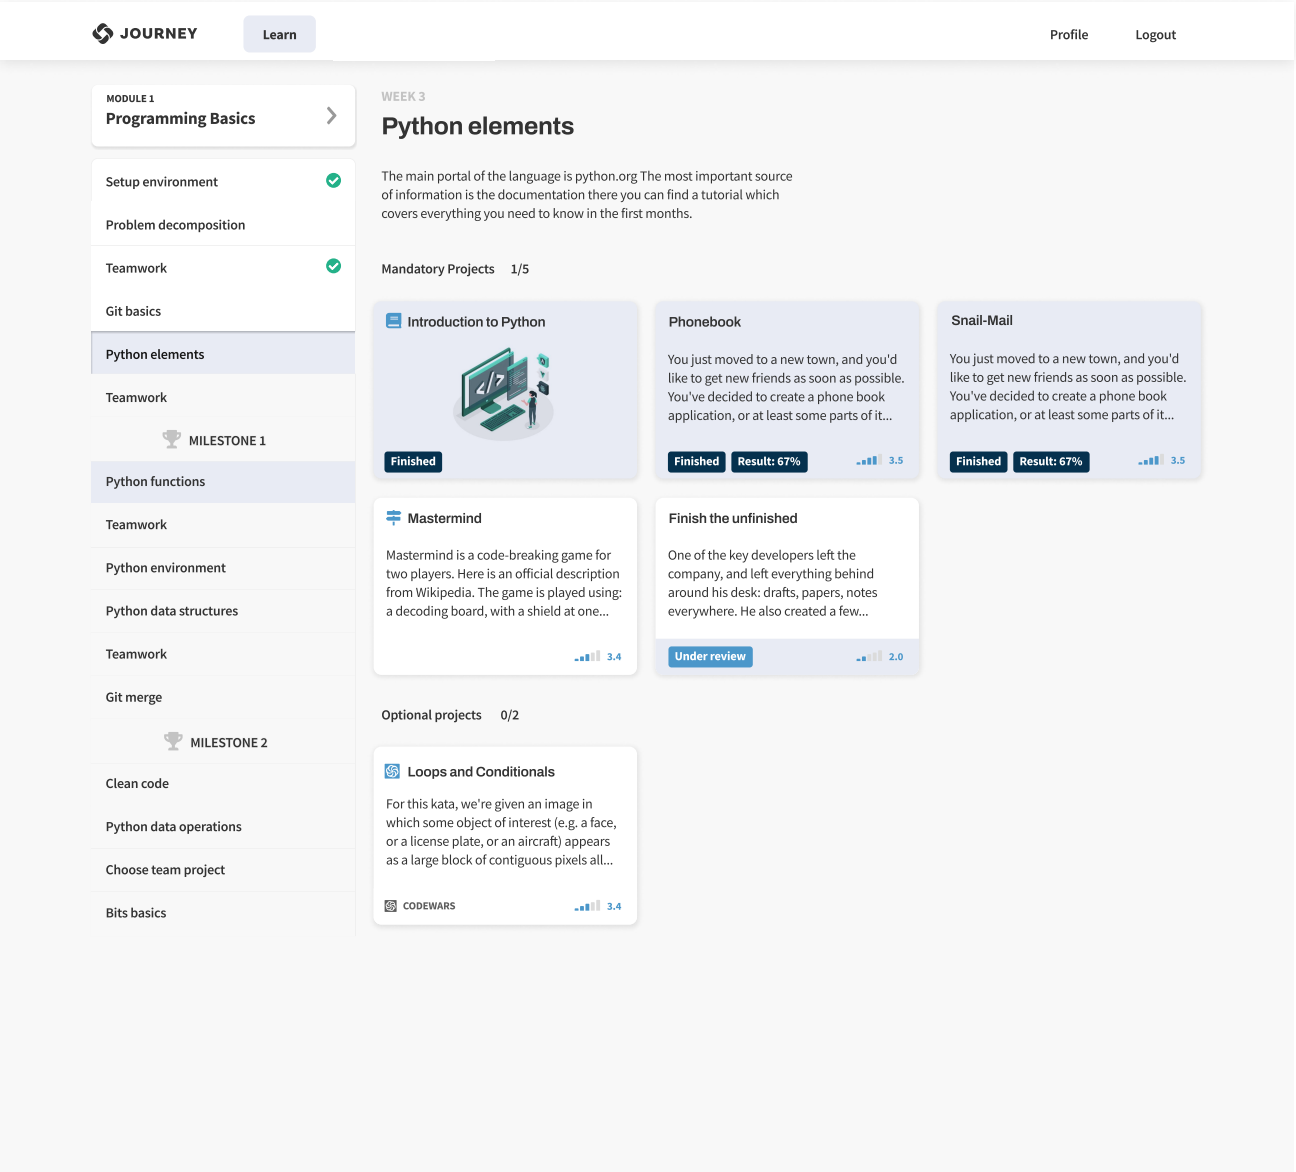 JOURNEY
Learn
Profile
Logout
MODULE 1
Programming Basics
Setup environment
Problem decomposition
Teamwork
Git basics
Python elements
Teamwork
MILESTONE 1
Python functions
Teamwork
Python environment
Python data structures
Teamwork
Git merge
MILESTONE 2
Clean code
Python data operations
Choose team project
Bits basics
WEEK 3
Python elements
The main portal of the language is python.org The most important source
of information is the documentation there you can find a tutorial which
covers everything you need to know in the first months.
Mandatory Projects 1/5
Introduction to Python
</>
Finished
Phonebook
You just moved to a new town, and you'd
like to get new friends as soon as possible.
You've decided to create a phone book
application, or at least some parts of it...
Finished Result: 67% 3.5
Snail-Mail
You just moved to a new town, and you'd
like to get new friends as soon as possible.
You've decided to create a phone book
application, or at least some parts of it...
Finished Result: 67% 3.5
Mastermind
Mastermind is a code-breaking game for
two players. Here is an official description
from Wikipedia. The game is played using:
a decoding board, with a shield at one...
3.4
Finish the unfinished
One of the key developers left the
company, and left everything behind
around his desk: drafts, papers, notes
everywhere. He also created a few...
Under review 2.0
Optional projects 0/2
Loops and Conditionals
For this kata, we're given an image in
which some object of interest (e.g. a face,
or a license plate, or an aircraft) appears
as a large block of contiguous pixels all...
CODEWARS 3.4